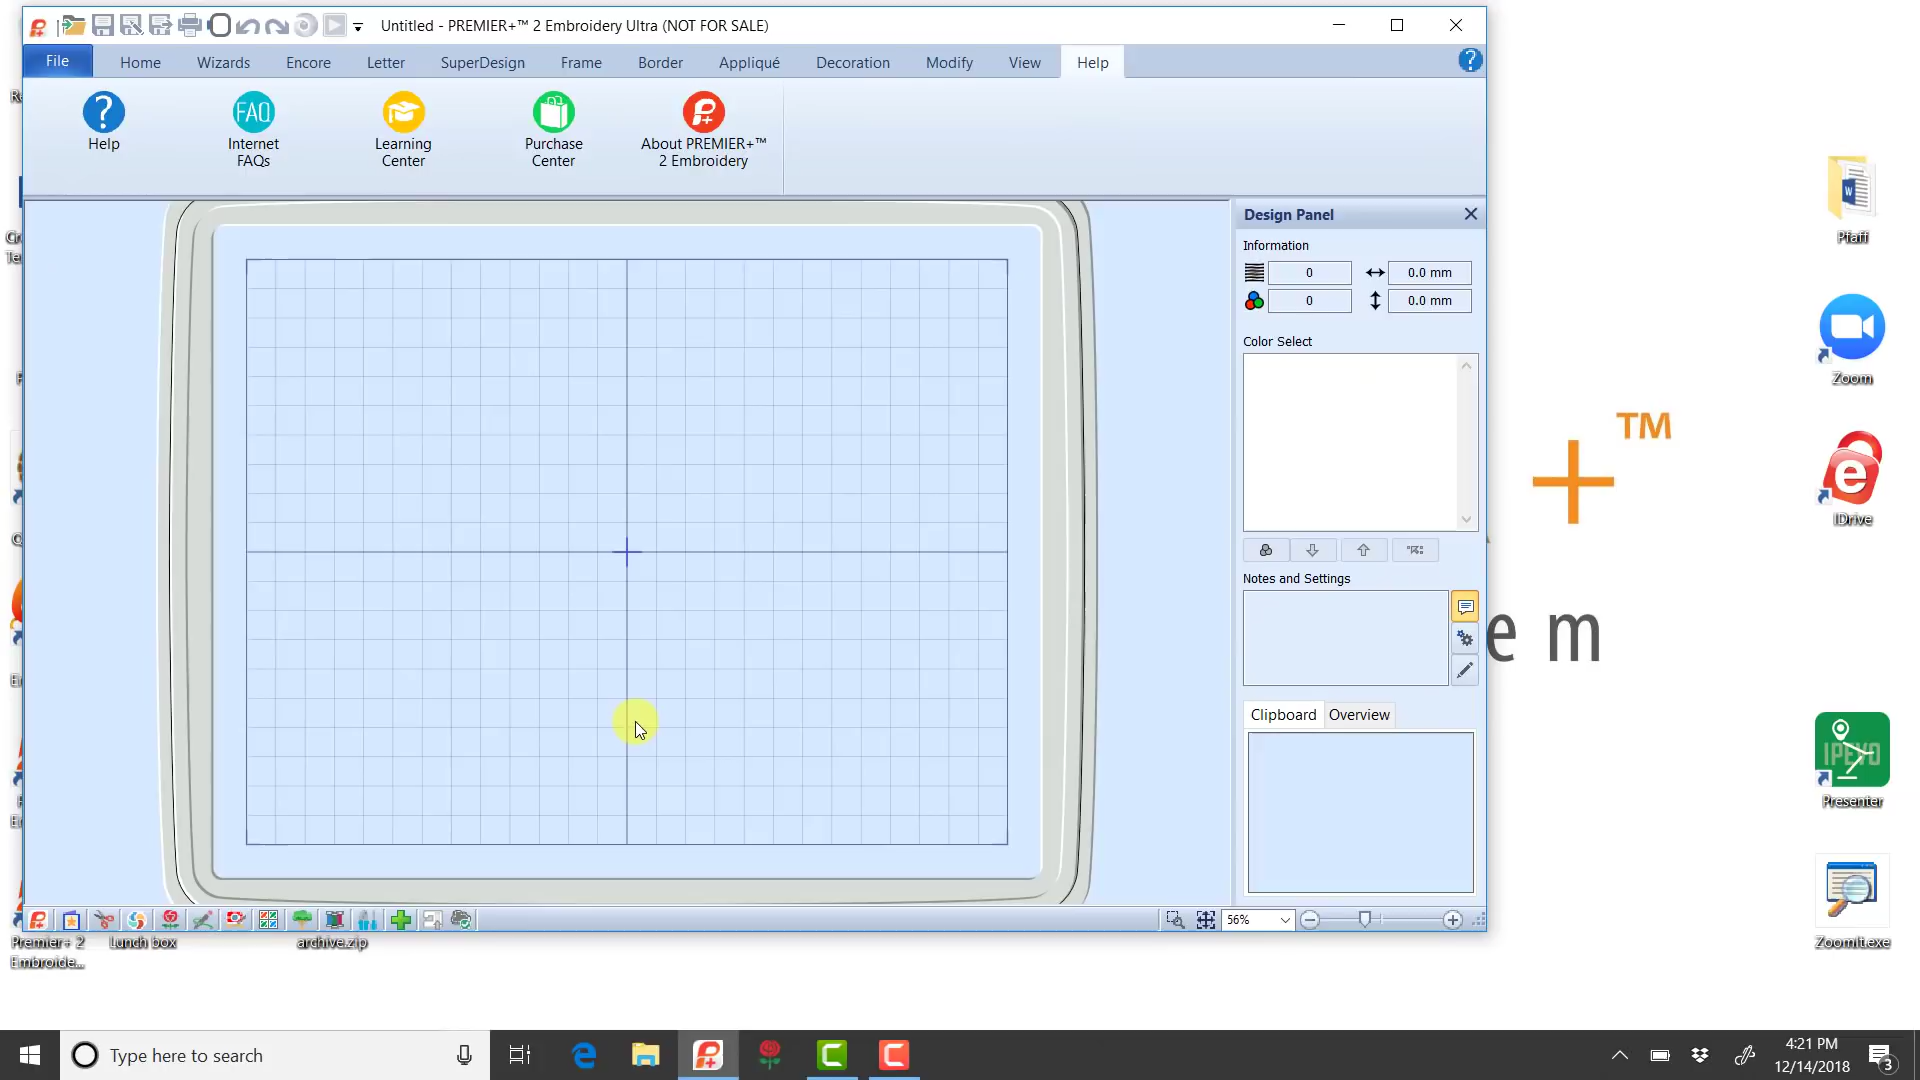 Untitled - PREMIER+™ 2 Embroidery Ultra (NOT FOR SALE)
File
Home
Wizards
Encore
Letter
SuperDesign
Frame
Border
Appliqué
Decoration
Modify
View
Help
Help
Internet
FAQs
Learning
Center
Purchase
Center
About PREMIER+™
2 Embroidery
FAQ
Design Panel
Information
0
0.0 mm
0
0.0 mm
Color Select
Notes and Settings
Clipboard
Overview
56%
Pfaff
Zoom
IDrive
IPEVO
Presenter
ZoomIt.exe
+™
e m
Premier+ 2
Embroide...
Lunch box
archive.zip
Type here to search
4:21 PM
12/14/2018
3